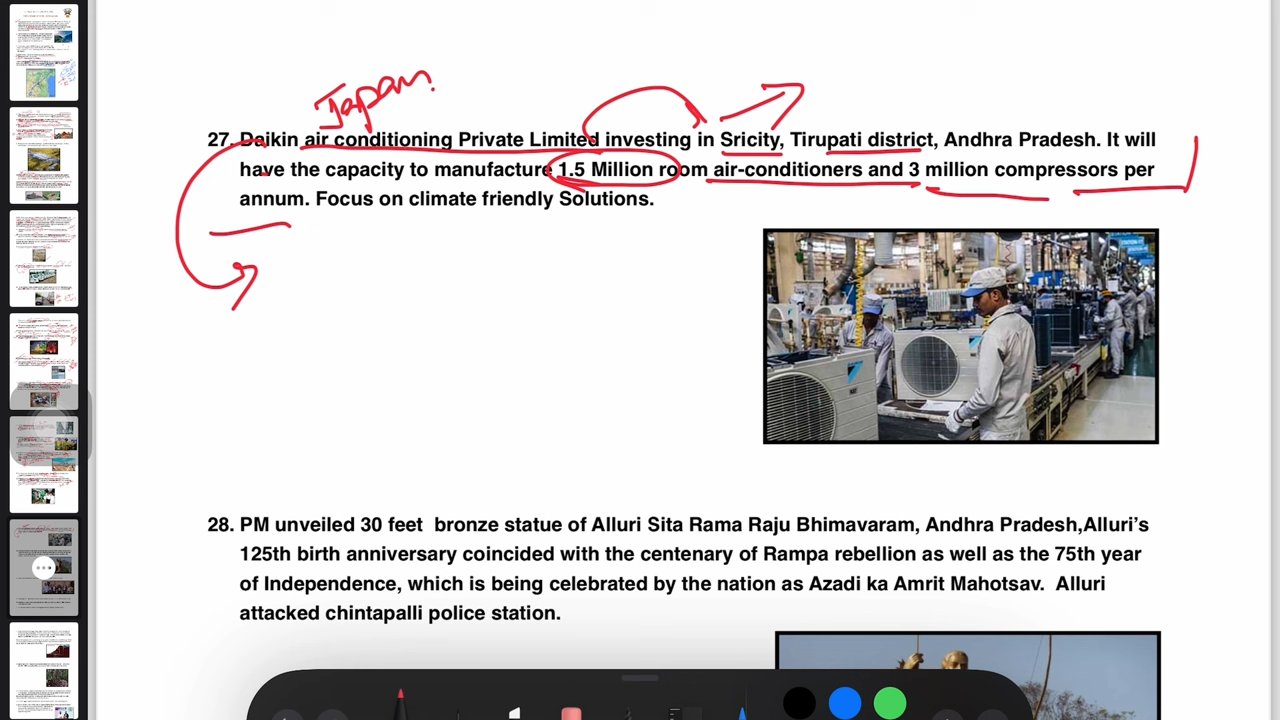 Japan
27. Daikin air conditioning Private Limited investing in Sricity, Tirupati district, Andhra Pradesh. It will
have the capacity to manufacture 1.5 Million room air-conditioners and 3 million compressors per
annum. Focus on climate friendly Solutions.
28. PM unveiled 30 feet bronze statue of Alluri Sita Rama Raju Bhimavaram, Andhra Pradesh,Alluri's
125th birth anniversary coincided with the centenary of Rampa rebellion as well as the 75th year
of Independence, which is being celebrated by the nation as Azadi ka Amrit Mahotsav. Alluri
attacked chintapalli police station.